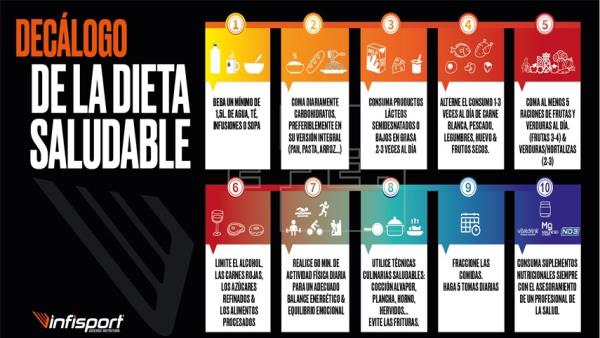 DECÁLOGO
DE LA DIETA
SALUDABLE
1
BEBA UN MÍNIMO DE
1,5L. DE AGUA, TÉ,
INFUSIONES O SOPA
2
COMA DIARIAMENTE
CARBOHIDRATOS,
PREFERIBLEMENTE EN
SU VERSIÓN INTEGRAL
(PAN, PASTA, ARROZ...)
3
CONSUMA PRODUCTOS
LÁCTEOS
SEMIDESNATADOS O
BAJOS EN GRASA
2-3 VECES AL DÍA
4
ALTERNE EL CONSUMO 1-3
VECES AL DÍA DE CARNE
BLANCA, PESCADO,
LEGUMBRES, HUEVO &
FRUTOS SECOS.
5
COMA AL MENOS 5
RACIONES DE FRUTAS Y
VERDURAS AL DÍA.
(FRUTAS 3-4) &
VERDURAS/HORTALIZAS
(2-3)
6
LIMITE EL ALCOHOL,
LAS CARNES ROJAS,
LOS AZÚCARES
REFINADOS &
LOS ALIMENTOS
PROCESADOS
7
REALICE 60 MIN. DE
ACTIVIDAD FÍSICA DIARIA
PARA UN ADECUADO
BALANCE ENERGÉTICO &
EQUILIBRIO EMOCIONAL
8
UTILICE TÉCNICAS
CULINARIAS SALUDABLES:
COCCIÓN ALVAPOR,
PLANCHA, HORNO,
HERVIDOS...
EVITE LAS FRITURAS.
9
FRACCIONE LAS
COMIDAS.
HAGA 5 TOMAS DIARIAS
10
vitaldrink
Mg
ND3
CONSUMA SUPLEMENTOS
NUTRICIONALES SIEMPRE
CON EL ASESORAMIENTO
DE UN PROFESIONAL DE
LA SALUD.
infisport